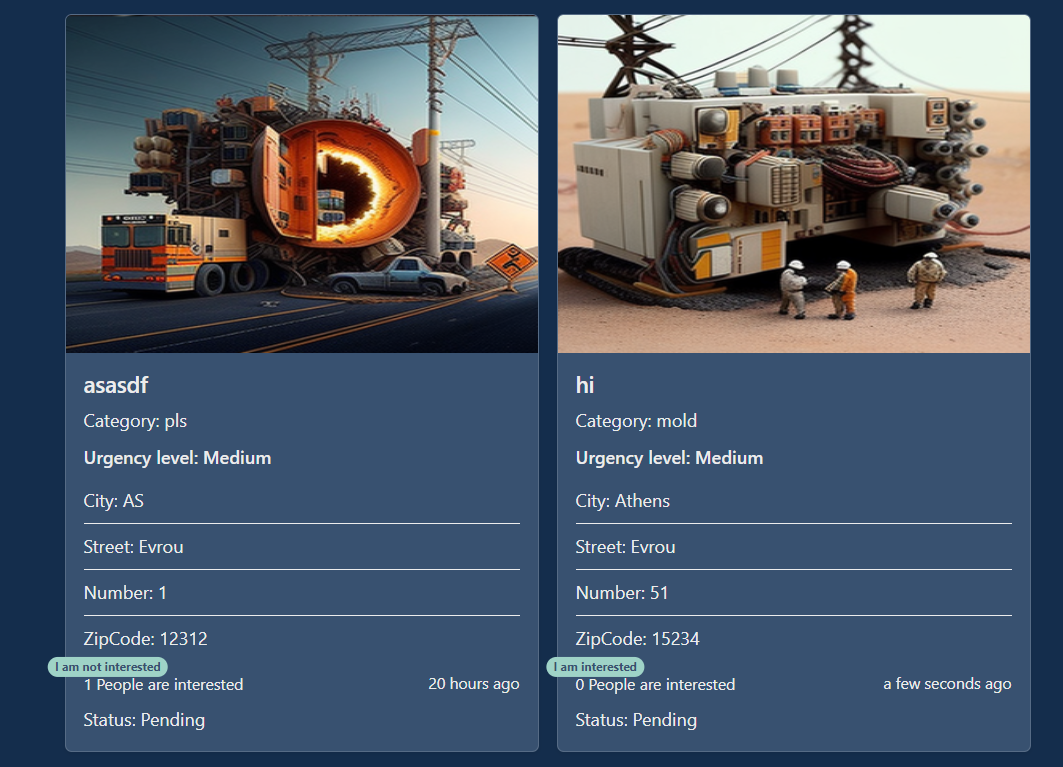 asasdf
Category: pls
Urgency level: Medium
City: AS
Street: Evrou
Number: 1
ZipCode: 12312
I am not interested
1 People are interested
20 hours ago
Status: Pending
hi
Category: mold
Urgency level: Medium
City: Athens
Street: Evrou
Number: 51
ZipCode: 15234
I am interested
0 People are interested
a few seconds ago
Status: Pending